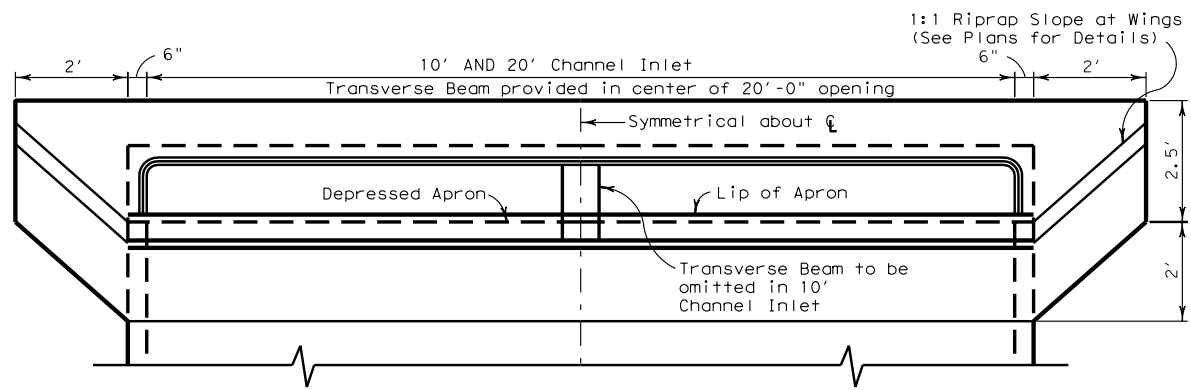 1:1 Riprap Slope at Wings
(See Plans for Details)
2'
6"
10' AND 20' Channel Inlet
6"
2'
Transverse Beam provided in center of 20'-0" opening
Symmetrical about ℄
2.5'
Depressed Apron
Lip of Apron
Transverse Beam to be
omitted in 10'
Channel Inlet
2'